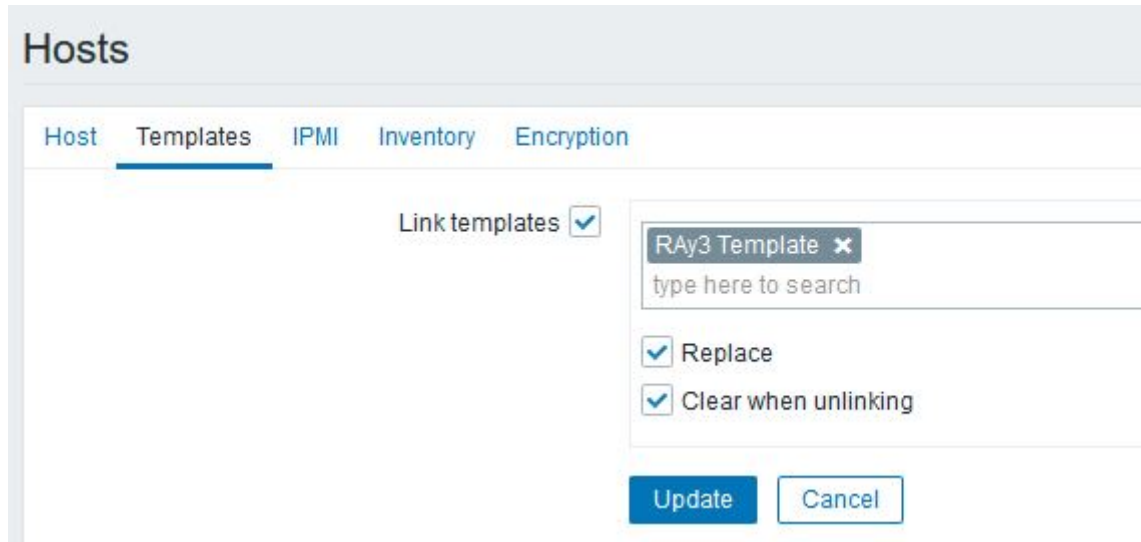 Hosts
Host Templates IPMI Inventory Encryption
Link templates
RAy3 Template
type here to search
Replace
Clear when unlinking
Update Cancel